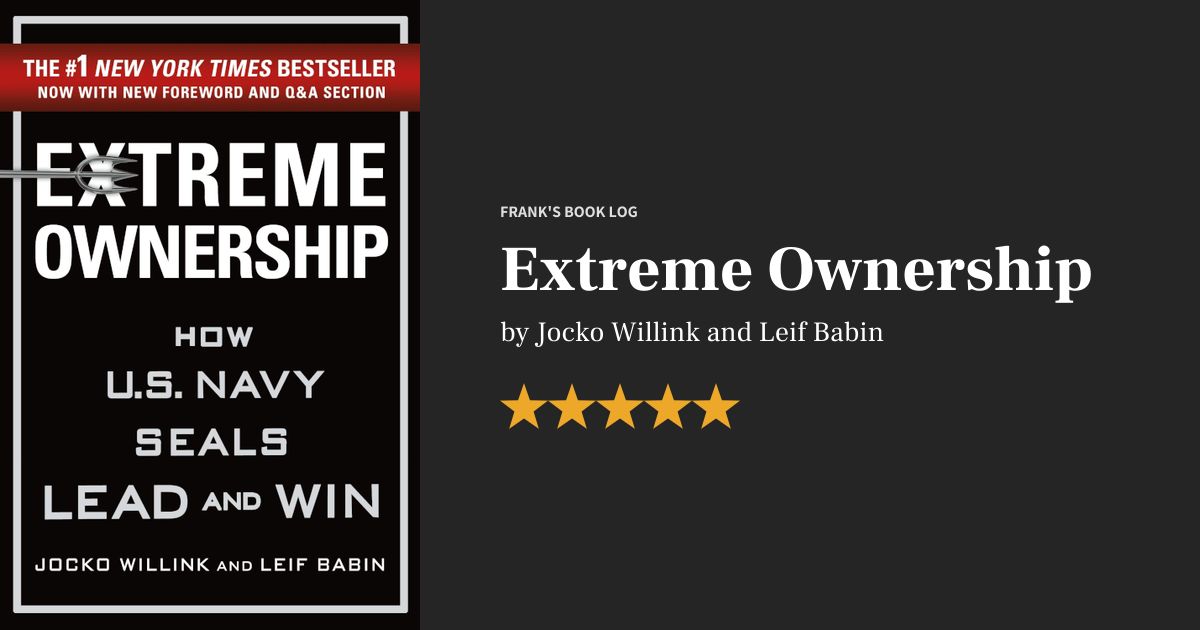 THE #1 NEW YORK TIMES BESTSELLER
NOW WITH NEW FOREWORD AND Q&A SECTION
EXTREME
OWNERSHIP
HOW
U.S. NAVY
SEALS
LEAD AND WIN
JOCKO WILLINK AND LEIF BABIN
FRANK'S BOOK LOG
Extreme Ownership
by Jocko Willink and Leif Babin